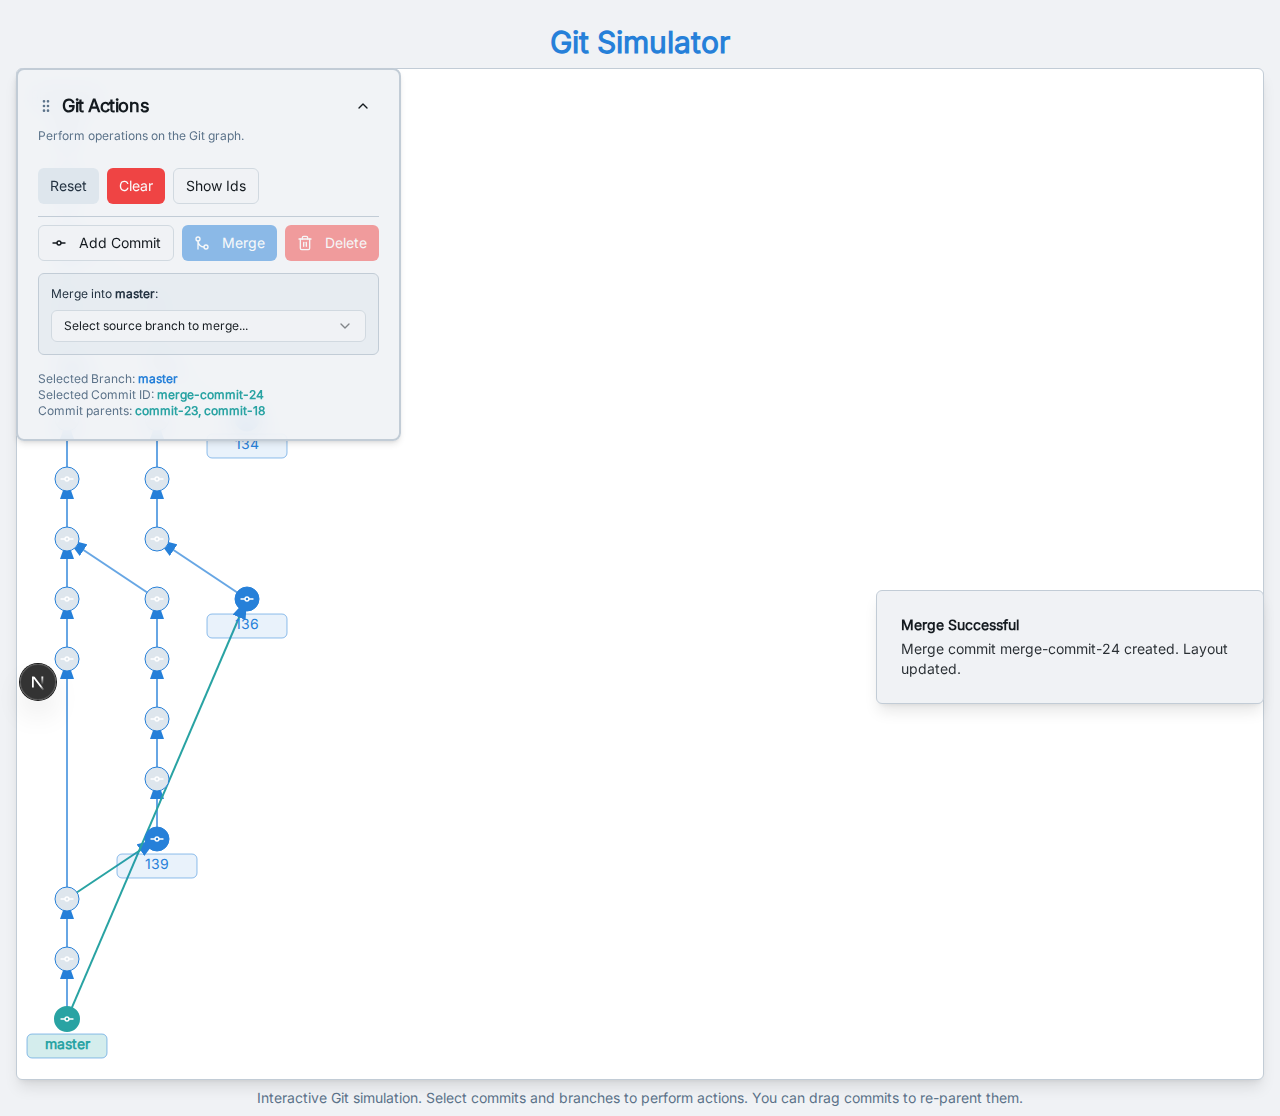 Git Simulator
Git Actions
Perform operations on the Git graph.
Reset Clear Show Ids
Add Commit Merge Delete
Merge into master:
Select source branch to merge...
Selected Branch: master
Selected Commit ID: merge-commit-24
Commit parents: commit-23, commit-18
134
136
Merge Successful
Merge commit merge-commit-24 created. Layout
updated.
N
139
master
Interactive Git simulation. Select commits and branches to perform actions. You can drag commits to re-parent them.